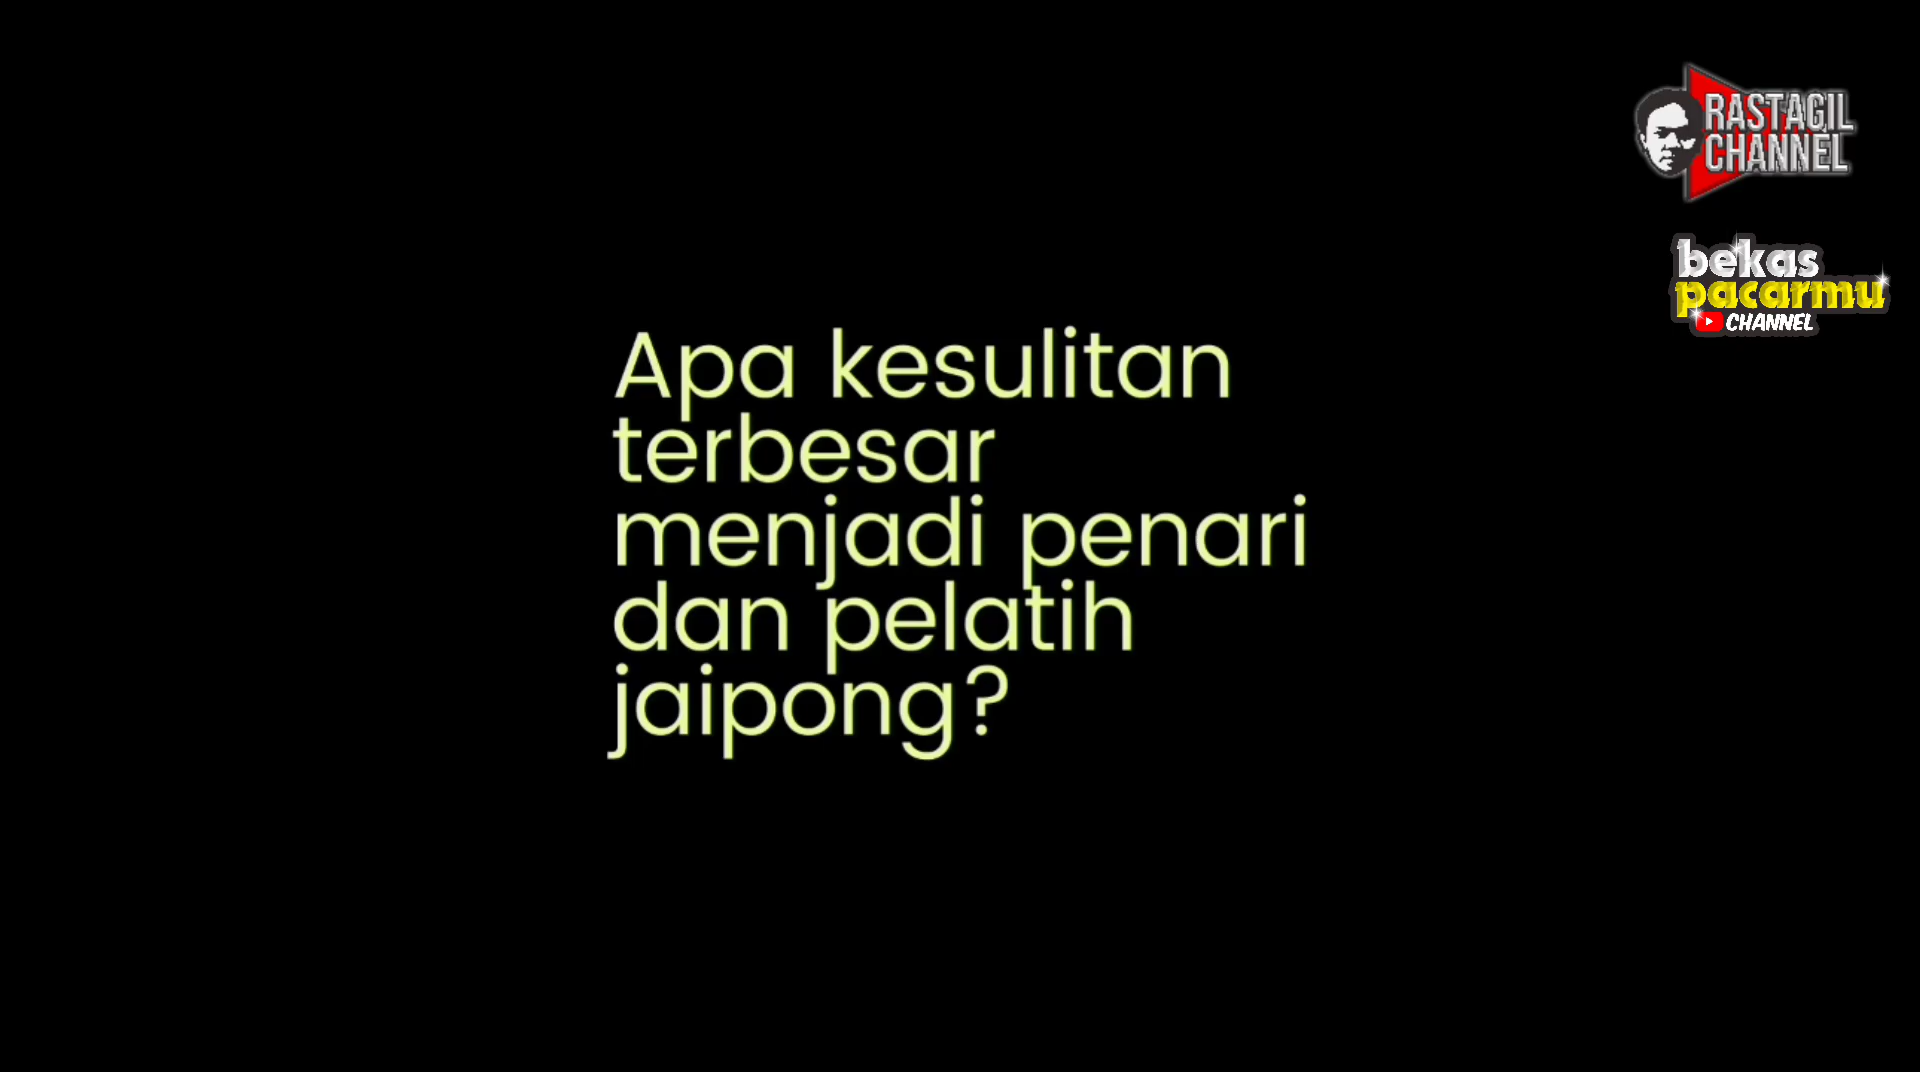 RASTAGIL
CHANNEL
bekas
pacarmu
CHANNEL
Apa kesulitan
terbesar
menjadi penari
dan pelatih
jaipong?